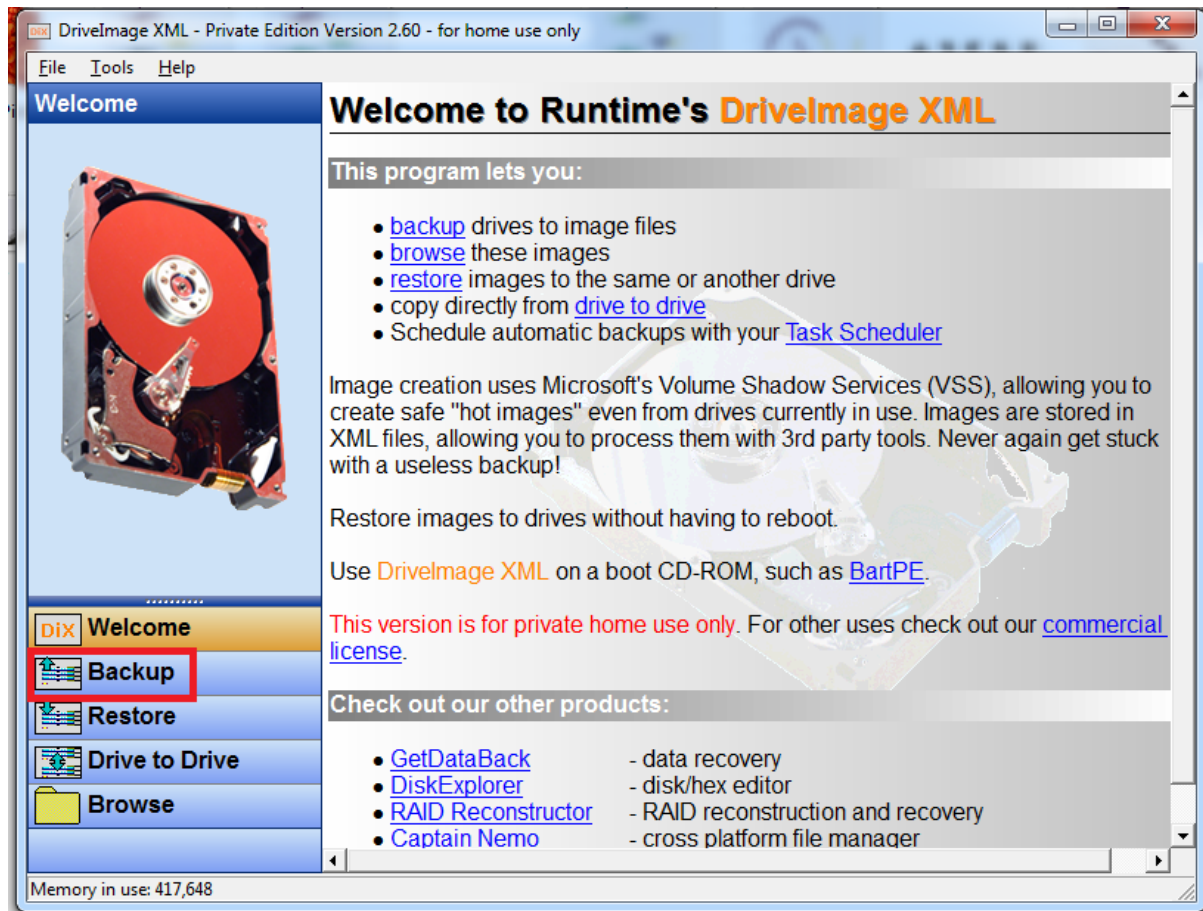 DiX DriveImage XML - Private Edition Version 2.60 - for home use only
File Tools Help
Welcome
Welcome to Runtime's DriveImage XML
This program lets you:
● backup drives to image files
● browse these images
● restore images to the same or another drive
● copy directly from drive to drive
● Schedule automatic backups with your Task Scheduler
Image creation uses Microsoft's Volume Shadow Services (VSS), allowing you to
create safe "hot images" even from drives currently in use. Images are stored in
XML files, allowing you to process them with 3rd party tools. Never again get stuck
with a useless backup!
Restore images to drives without having to reboot.
Use DriveImage XML on a boot CD-ROM, such as BartPE.
This version is for private home use only. For other uses check out our commercial
license.
Check out our other products:
● GetDataBack - data recovery
● DiskExplorer - disk/hex editor
● RAID Reconstructor - RAID reconstruction and recovery
● Captain Nemo - cross platform file manager
DiX Welcome
Backup
Restore
Drive to Drive
Browse
Memory in use: 417,648